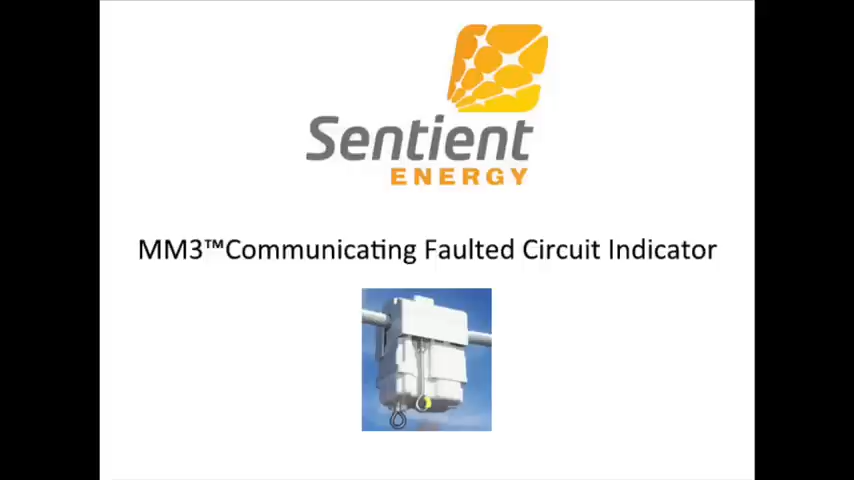 Sentient
ENERGY
MM3™Communicating Faulted Circuit Indicator